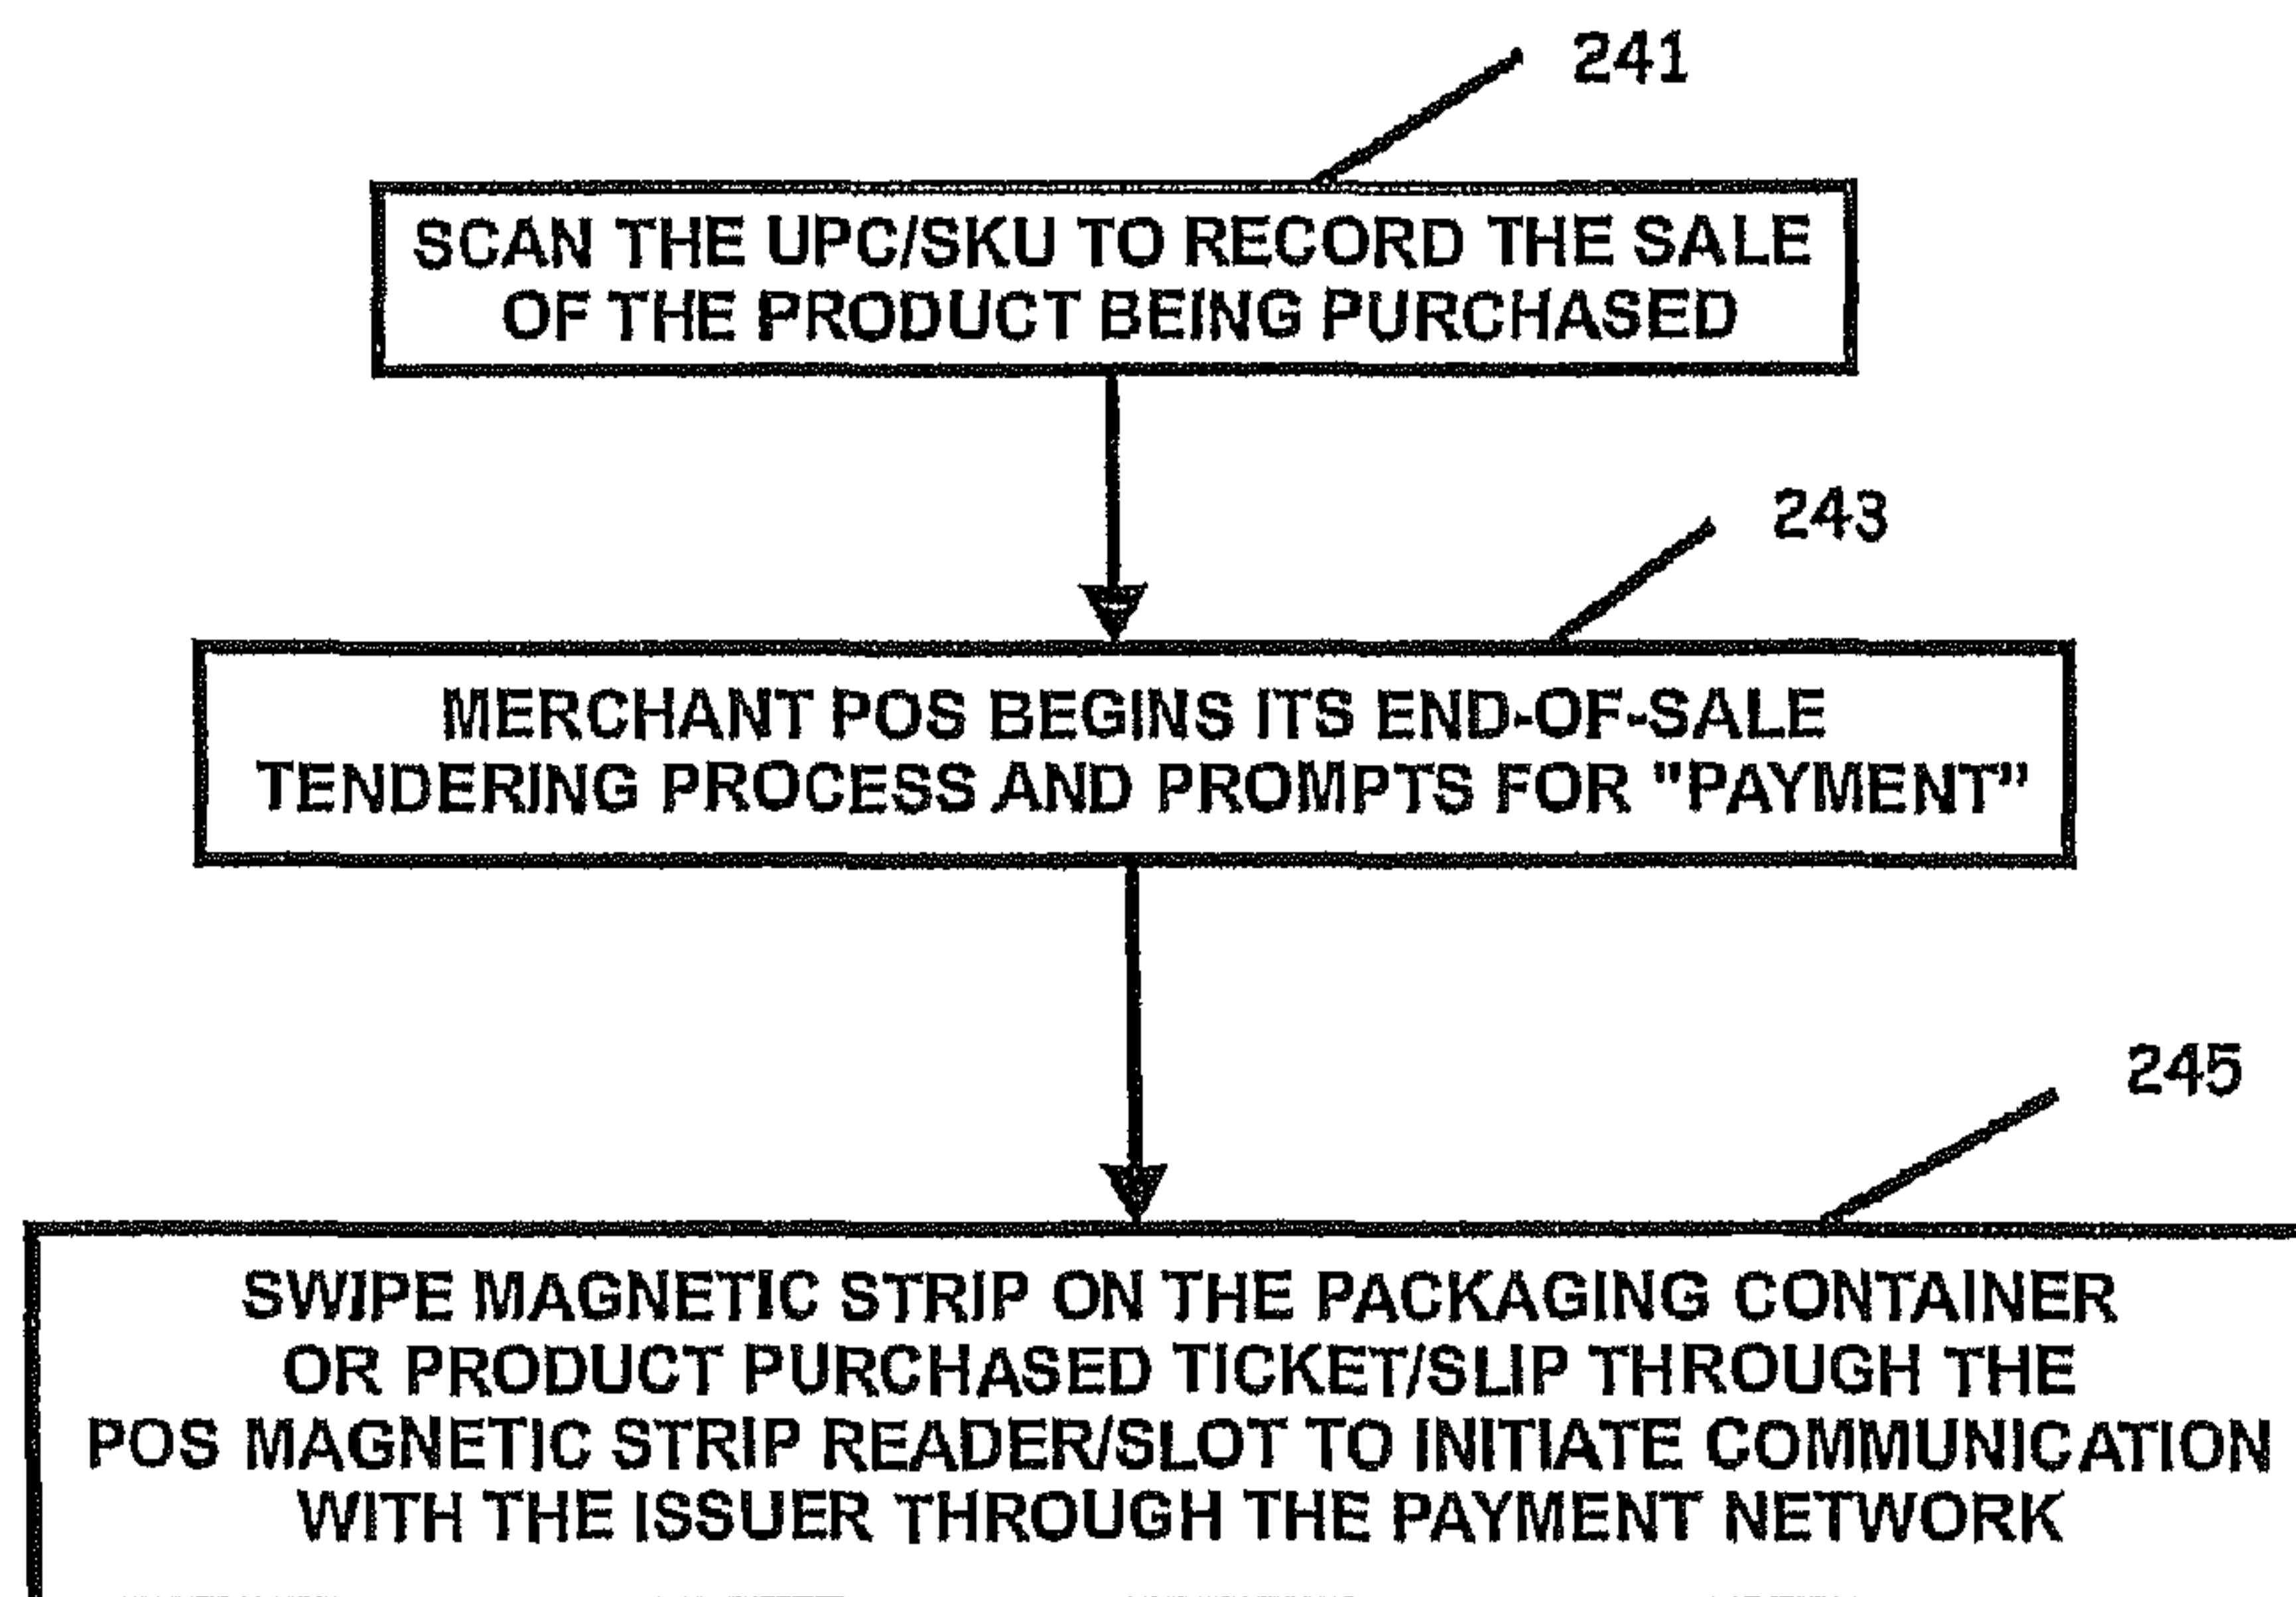 241
SCAN THE UPC/SKU TO RECORD THE SALE
OF THE PRODUCT BEING PURCHASED
243
MERCHANT POS BEGINS ITS END-OF-SALE
TENDERING PROCESS AND PROMPTS FOR "PAYMENT”
245
SWIPE MAGNETIC STRIP ON THE PACKAGING CONTAINER
OR PRODUCT PURCHASED TICKET/SLIP THROUGH THE
POS MAGNETIC STRIP READER/SLOT TO INITIATE COMMUNICATION
WITH THE ISSUER THROUGH THE PAYMENT NETWORK